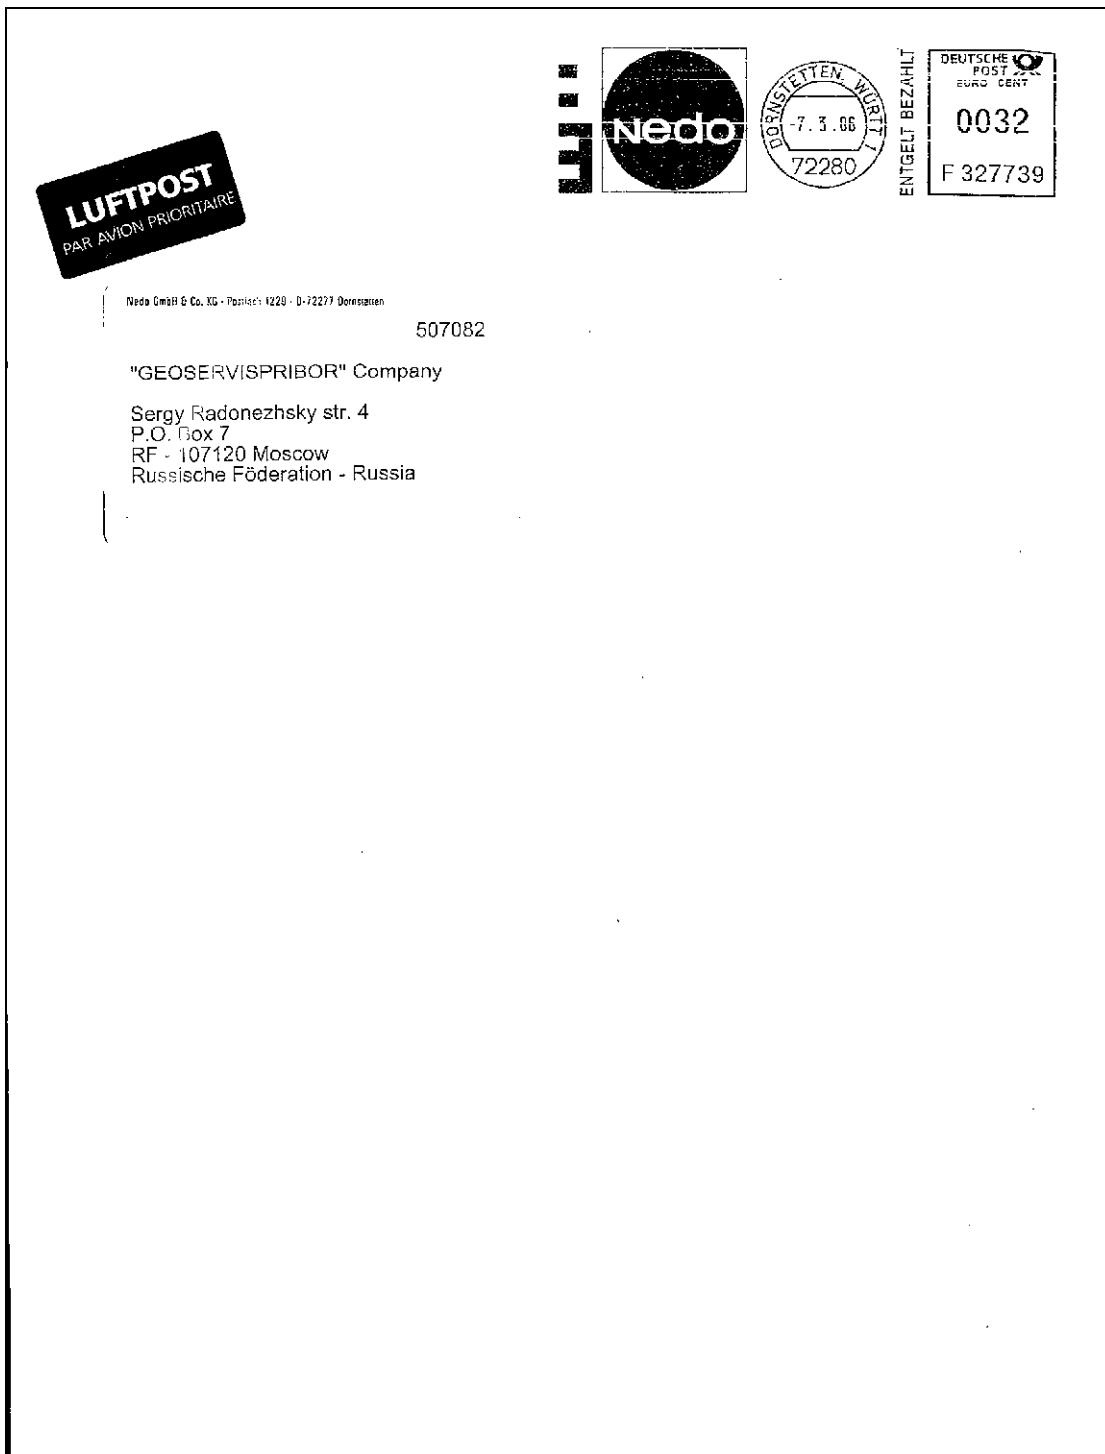 Nedo
DORNSTETTEN, WÜRTT 1
-7. 3. 06
72280
ENTGELT BEZAHLT
DEUTSCHE
POST
EURO CENT
0032
F 327739
LUFTPOST
PAR AVION PRIORITAIRE
Nedo GmbH & Co. KG - Postfach 1229 - D-72277 Dornstetten
507082
"GEOSERVISPRIBOR" Company
Sergy Radonezhsky str. 4
P.O. Box 7
RF - 107120 Moscow
Russische Föderation - Russia